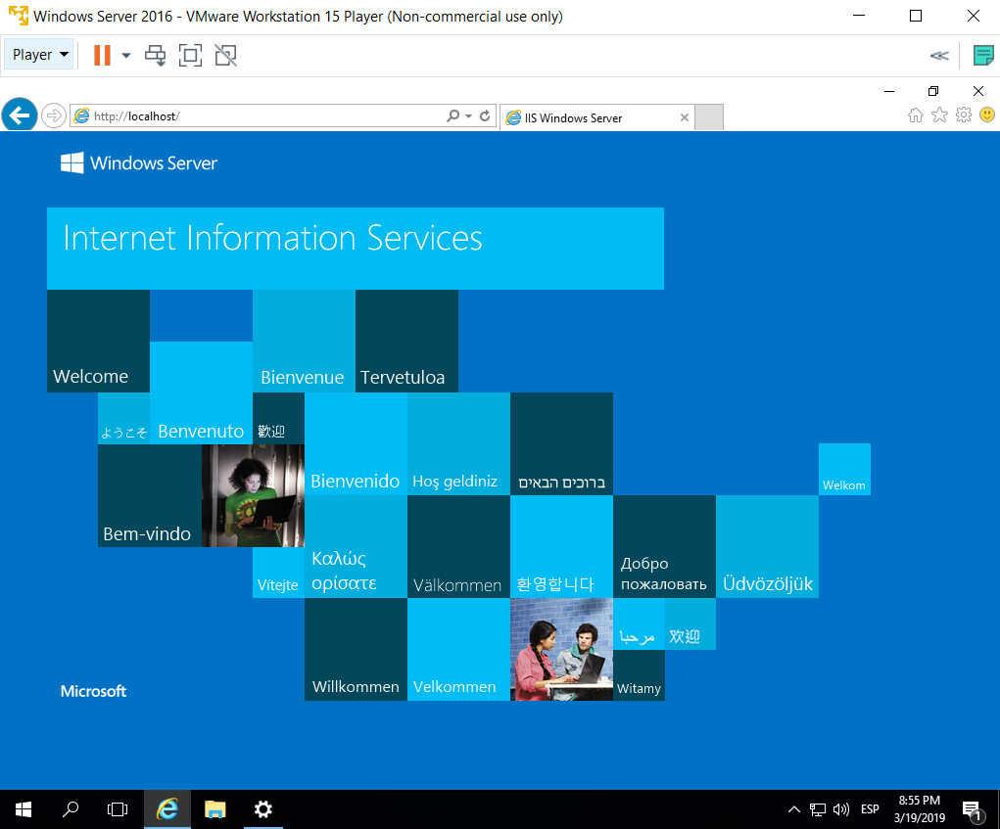 Windows Server 2016 - VMware Workstation 15 Player (Non-commercial use only)
Player
http://localhost/
IIS Windows Server
Windows Server
Internet Information Services
Welcome
Bienvenue
Tervetuloa
ようこそ
Benvenuto
歡迎
Bienvenido
Hoş geldiniz
ברוכים הבאים
Welkom
Bem-vindo
Vítejte
Καλώς
ορίσατε
Välkommen
환영합니다
Добро
пожаловать
Üdvözöljük
Willkommen
Velkommen
مرحبا
欢迎
Witamy
Microsoft
ESP
8:55 PM
3/19/2019
1